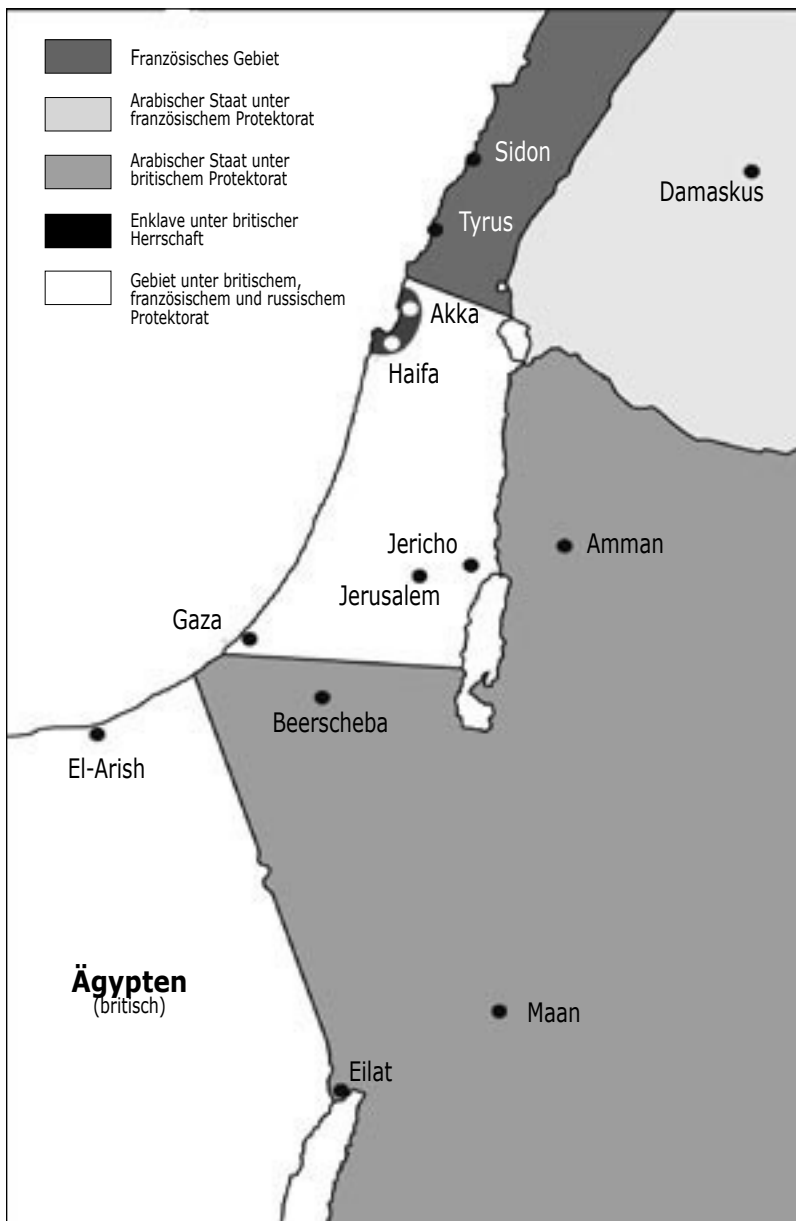 Französisches Gebiet
Arabischer Staat unter
französischem Protektorat
Arabischer Staat unter
britischem Protektorat
Enklave unter britischer
Herrschaft
Gebiet unter britischem,
französischem und russischem
Protektorat
Sidon
Damaskus
Tyrus
Akka
Haifa
Jericho
Amman
Jerusalem
Gaza
Beerscheba
El-Arish
Ägypten
(britisch)
Maan
Eilat